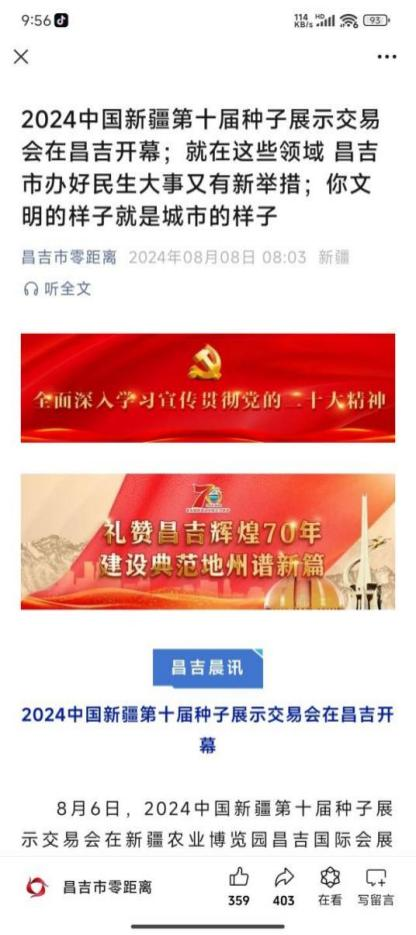 9:56
114
KB/s
HD
93
2024中国新疆第十届种子展示交易
会在昌吉开幕；就在这些领域 昌吉
市办好民生大事又有新举措；你文
明的样子就是城市的样子
昌吉市零距离 2024年08月08日 08:03 新疆
听全文
全面深入学习宣传贯彻党的二十大精神
70
礼赞昌吉辉煌70年
建设典范地州谱新篇
昌吉晨讯
2024中国新疆第十届种子展示交易会在昌吉开
幕
8月6日，2024中国新疆第十届种子展
示交易会在新疆农业博览园昌吉国际会展
昌吉市零距离
359
403
在看
写留言